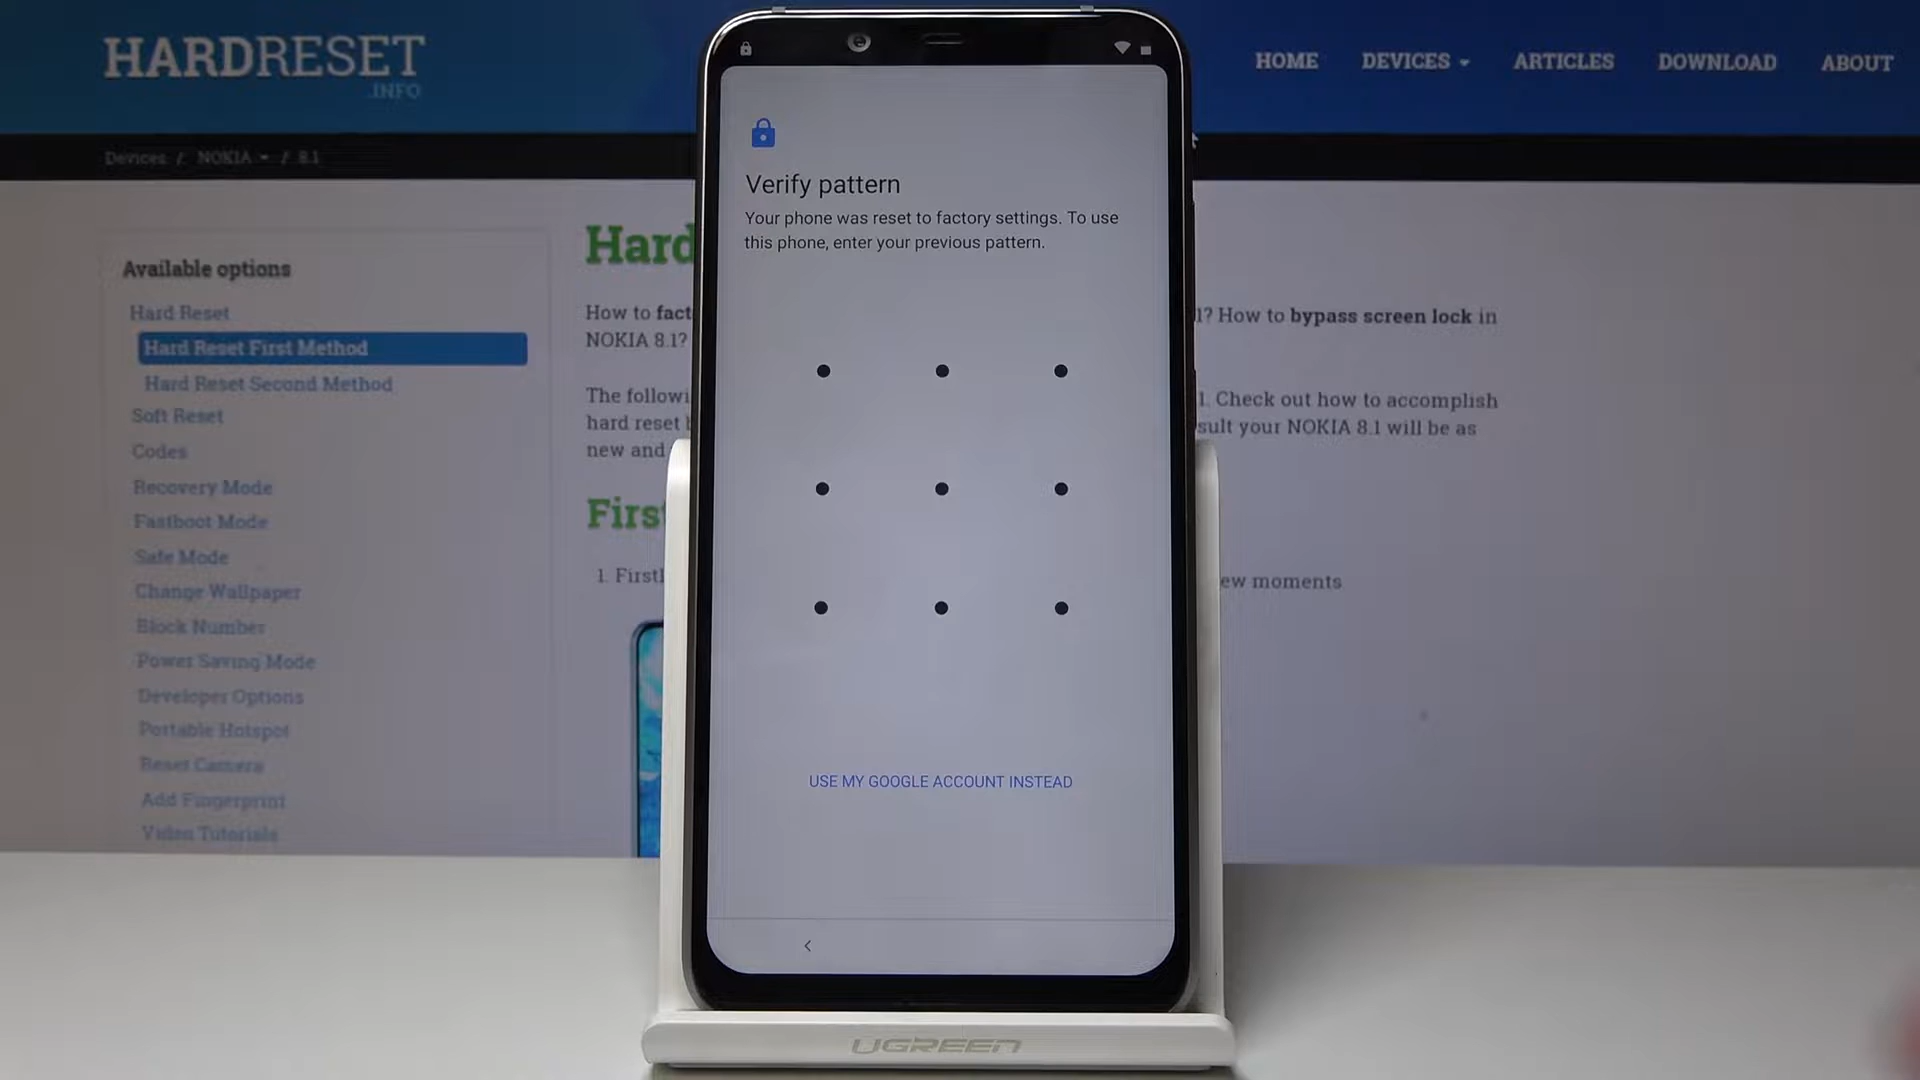 HARDRESET
.INFO
HOME DEVICES ARTICLES DOWNLOAD ABOUT
Devices / NOKIA / 8.1
Available options
Hard Reset
Hard Reset First Method
Hard Reset Second Method
Soft Reset
Codes
Recovery Mode
Fastboot Mode
Safe Mode
Change Wallpaper
Block Number
Power Saving Mode
Developer Options
Portable Hotspot
Reset Camera
Add Fingerprint
Video Tutorials
Hard
How to fact
1? How to bypass screen lock in
NOKIA 8.1?
The followi
1. Check out how to accomplish
hard reset
sult your NOKIA 8.1 will be as
new and
First
1. Firstl
ew moments
Verify pattern
Your phone was reset to factory settings. To use
this phone, enter your previous pattern.
USE MY GOOGLE ACCOUNT INSTEAD
UGREEN